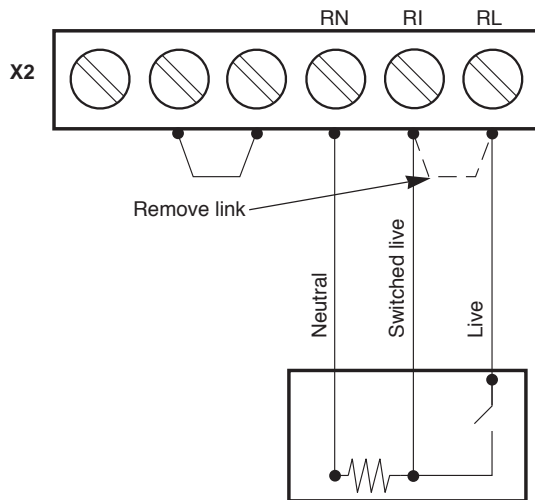 RN RI RL
X2
Remove link
Neutral
Switched live
Live